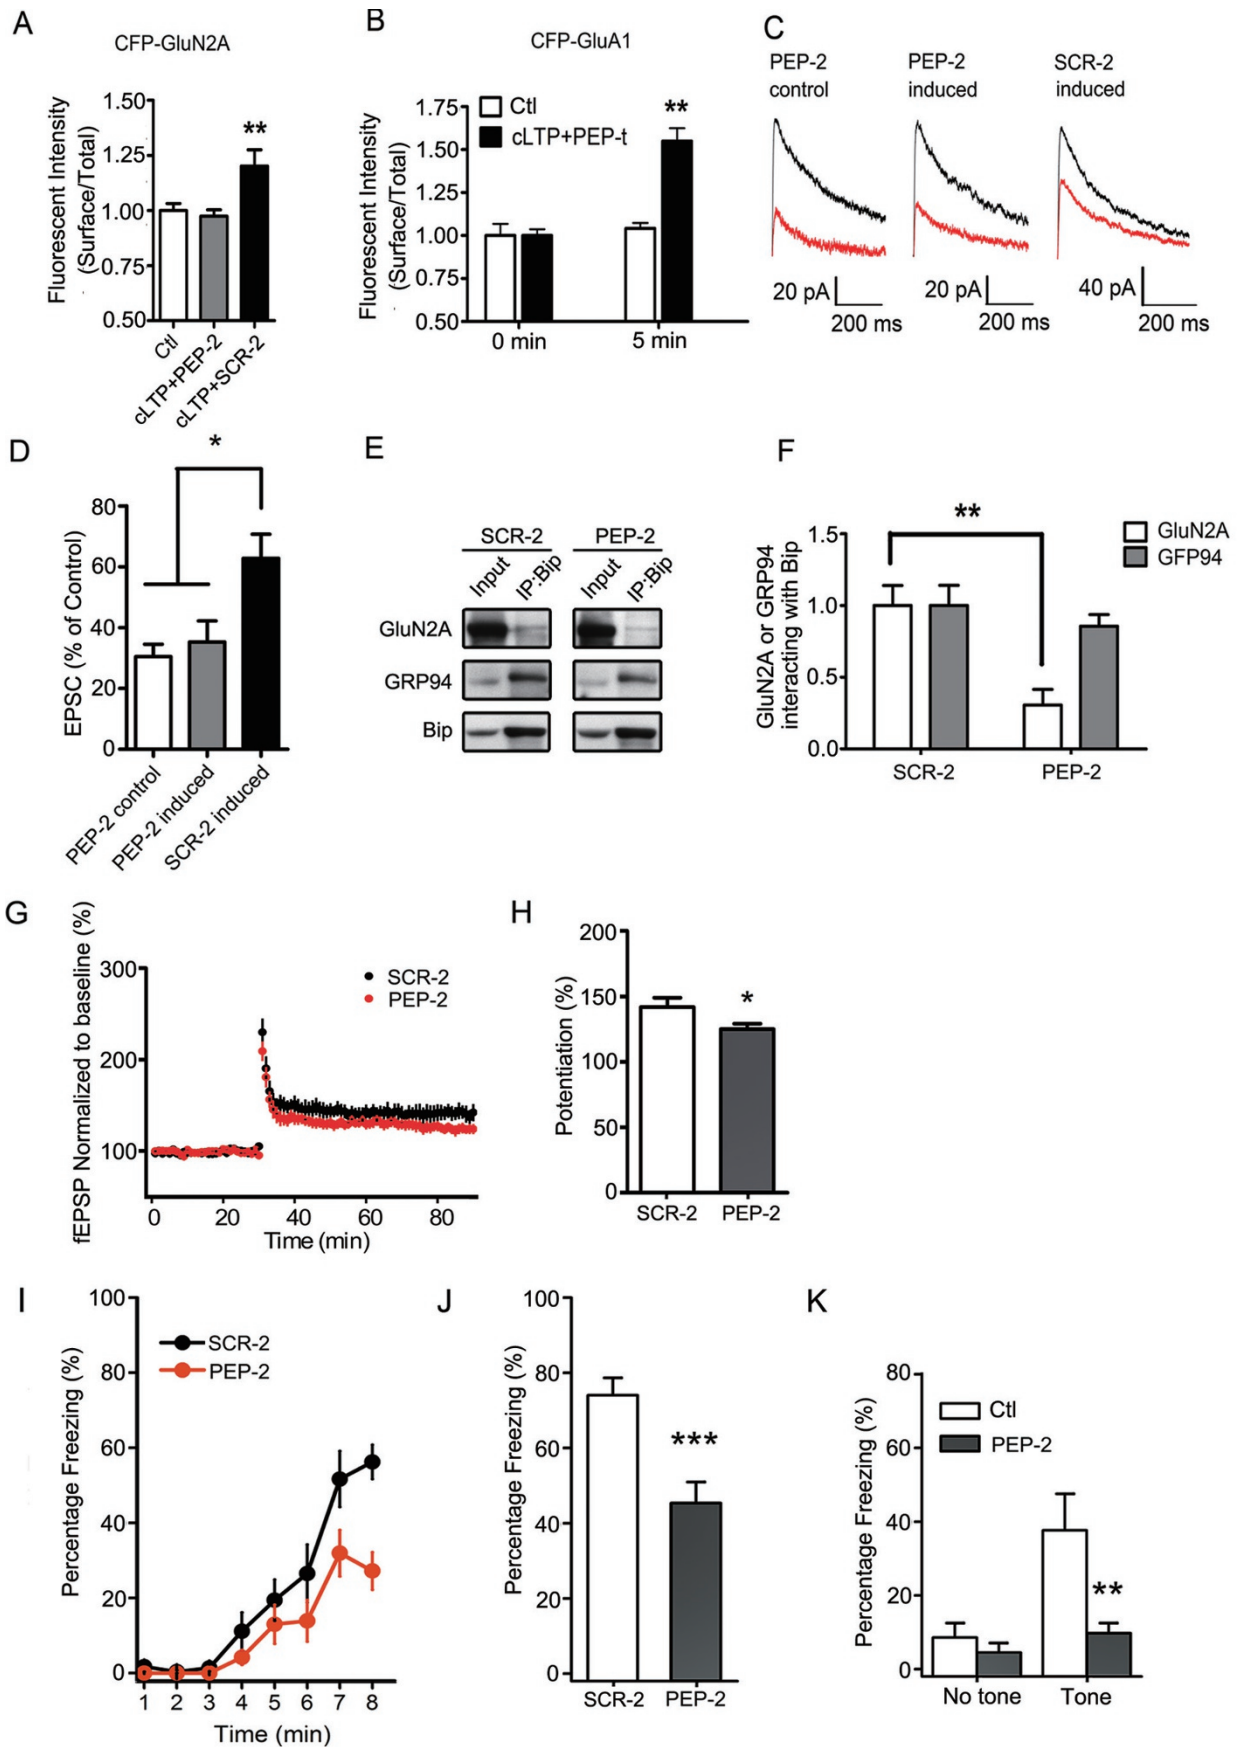 A
CFP-GluN2A
Fluorescent Intensity
(Surface/Total)
1.50
1.25
1.00
0.75
0.50
**
Ctl
cLTP+PEP-2
cLTP+SCR-2
B
CFP-GluA1
Fluorescent Intensity
(Surface/Total)
1.75
1.50
1.25
1.00
0.75
0.50
Ctl
cLTP+PEP-t
**
0 min
5 min
C
PEP-2
control
PEP-2
induced
SCR-2
induced
20 pA
200 ms
20 pA
200 ms
40 pA
200 ms
D
EPSC (% of Control)
80
60
40
20
0
*
PEP-2 control
PEP-2 induced
SCR-2 induced
E
SCR-2
PEP-2
Input
IP:Bip
Input
IP:Bip
GluN2A
GRP94
Bip
F
GluN2A or GRP94
interacting with Bip
1.5
1.0
0.5
0.0
**
GluN2A
GFP94
SCR-2
PEP-2
G
fEPSP Normalized to baseline (%)
300
200
100
SCR-2
PEP-2
0 20 40 60 80
Time (min)
H
Potentiation (%)
200
150
100
50
0
*
SCR-2
PEP-2
I
Percentage Freezing (%)
100
80
60
40
20
0
SCR-2
PEP-2
1 2 3 4 5 6 7 8
Time (min)
J
Percentage Freezing (%)
100
80
60
40
20
0
***
SCR-2
PEP-2
K
Percentage Freezing (%)
80
60
40
20
0
Ctl
PEP-2
**
No tone
Tone